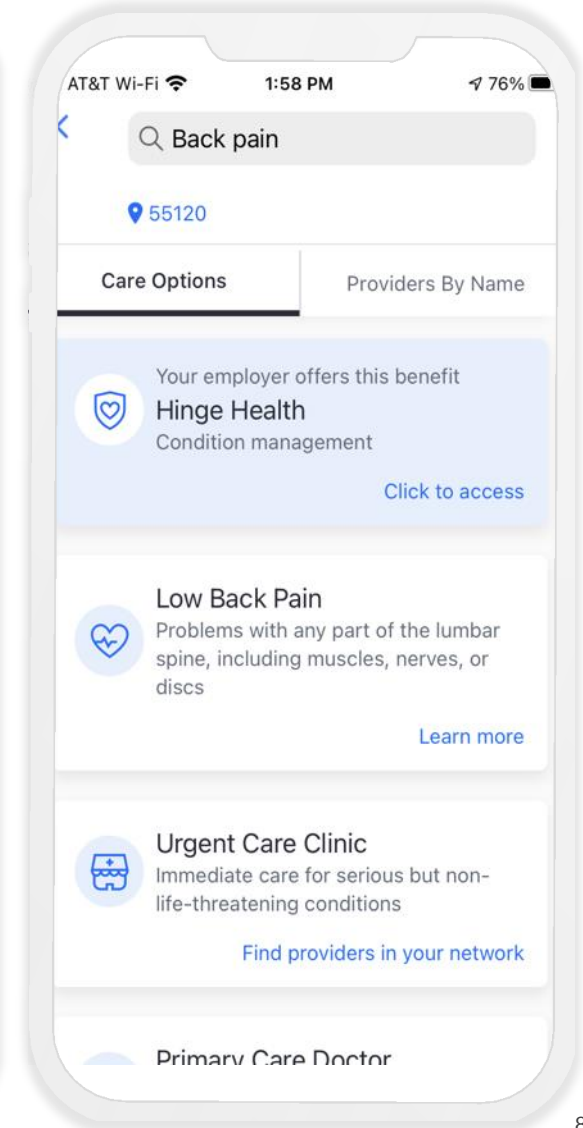 AT&T Wi-Fi 1:58 PM 76%
Back pain
55120
Care Options Providers By Name
Your employer offers this benefit
Hinge Health
Condition management
Click to access
Low Back Pain
Problems with any part of the lumbar
spine, including muscles, nerves, or
discs
Learn more
Urgent Care Clinic
Immediate care for serious but non-
life-threatening conditions
Find providers in your network
Primary Care Doctor
8